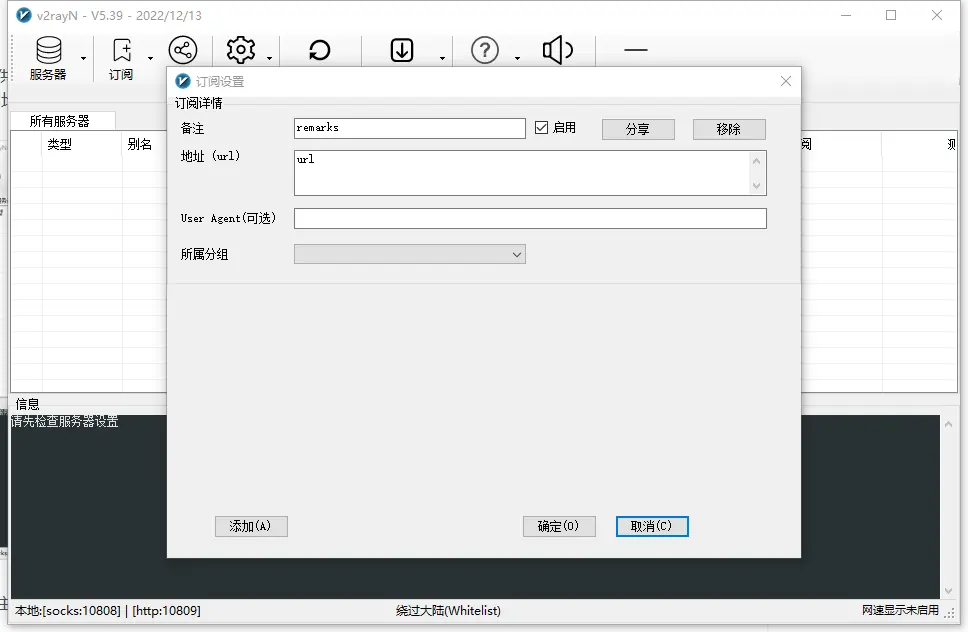 v2rayN - V5.39 - 2022/12/13
服务器
订阅
订阅设置
订阅详情
备注
remarks
启用
分享
移除
地址 (url)
url
User Agent(可选)
所属分组
添加(A)
确定(O)
取消(C)
所有服务器
类型
别名
阅
测
信息
请先检查服务器设置
本地:[socks:10808] | [http:10809]
绕过大陆(Whitelist)
网速显示未启用